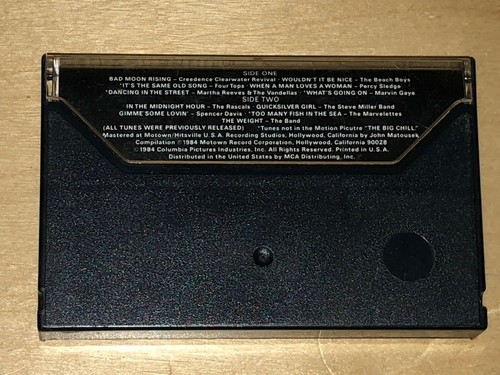 SIDE ONE
BAD MOON RISING – Creedence Clearwater Revival · WOULDN'T IT BE NICE – The Beach Boys
*IT'S THE SAME OLD SONG – Four Tops · WHEN A MAN LOVES A WOMAN – Percy Sledge
*DANCING IN THE STREET – Martha Reeves & The Vandellas · *WHAT'S GOING ON – Marvin Gaye
SIDE TWO
IN THE MIDNIGHT HOUR – The Rascals · QUICKSILVER GIRL – The Steve Miller Band
GIMME SOME LOVIN' – Spencer Davis · *TOO MANY FISH IN THE SEA – The Marvelettes
THE WEIGHT – The Band
(ALL TUNES WERE PREVIOUSLY RELEASED) *Tunes not in the Motion Picutre "THE BIG CHILL"
Mastered at Motown/Hitsville U.S.A. Recording Studios, Hollywood, California by John Matousek
Compilation ℗1984 Motown Record Corporation, Hollywood, California 90028
©1984 Columbia Pictures Industries, Inc. All Rights Reserved. Printed in U.S.A.
Distributed in the United States by MCA Distributing, Inc.